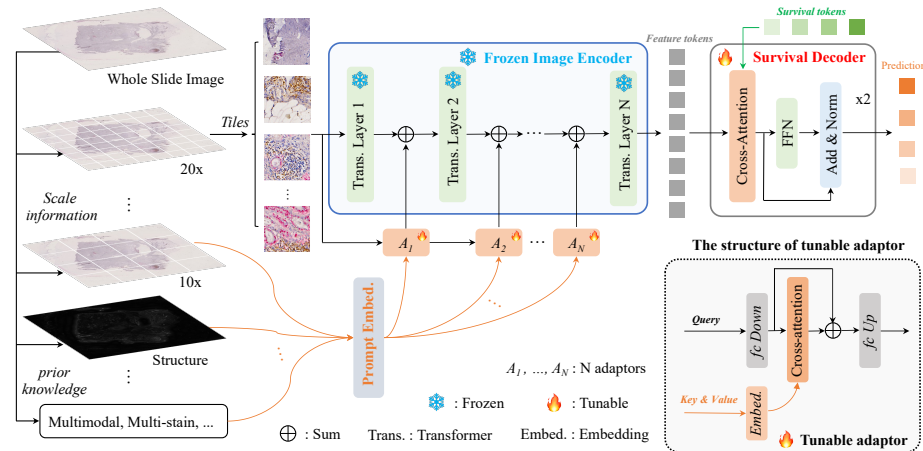 Whole Slide Image
20x
Scale
information
10x
Structure
prior
knowledge
Multimodal, Multi-stain, ...
Tiles
Frozen Image Encoder
Trans. Layer 1
Trans. Layer 2
Trans. Layer N
A1
A2
AN
Prompt Embed.
A1, ..., AN : N adaptors
: Frozen
: Tunable
: Sum
Trans. : Transformer
Embed. : Embedding
Feature tokens
Survival tokens
Survival Decoder
Cross-Attention
FFN
Add & Norm
x2
Prediction
The structure of tunable adaptor
Query
fc Down
Cross-attention
fc Up
Key & Value
Embed.
Tunable adaptor